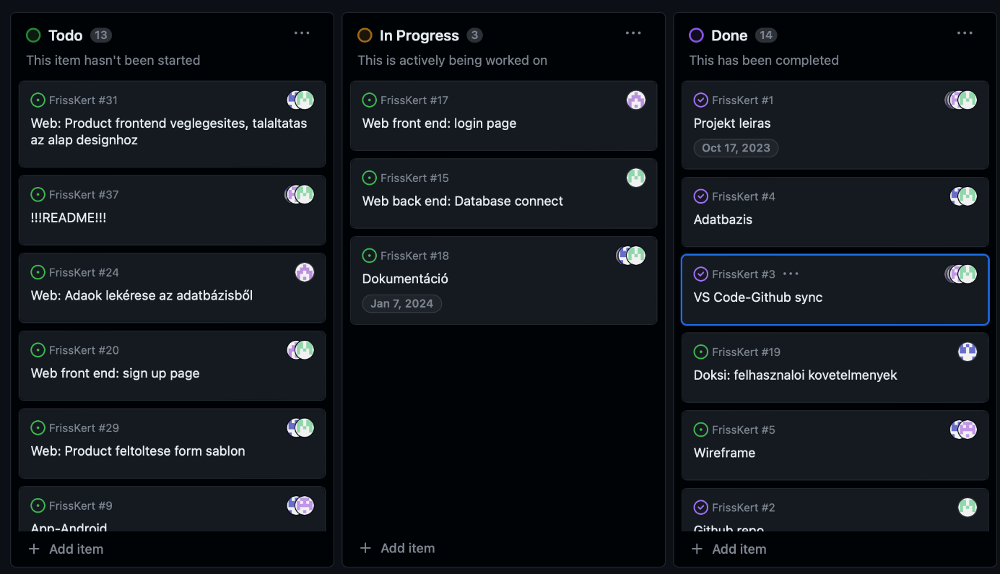 Todo 13
This item hasn't been started
FrissKert #31
Web: Product frontend veglegesites, talaltatas
az alap designhoz
FrissKert #37
!!!README!!!
FrissKert #24
Web: Adaok lekérese az adatbázisből
FrissKert #20
Web front end: sign up page
FrissKert #29
Web: Product feltoltese form sablon
FrissKert #9
App-Android
+ Add item
In Progress 3
This is actively being worked on
FrissKert #17
Web front end: login page
FrissKert #15
Web back end: Database connect
FrissKert #18
Dokumentáció
Jan 7, 2024
+ Add item
Done 14
This has been completed
FrissKert #1
Projekt leiras
Oct 17, 2023
FrissKert #4
Adatbazis
FrissKert #3
VS Code-Github sync
FrissKert #19
Doksi: felhasznaloi kovetelmenyek
FrissKert #5
Wireframe
FrissKert #2
Github repo
+ Add item